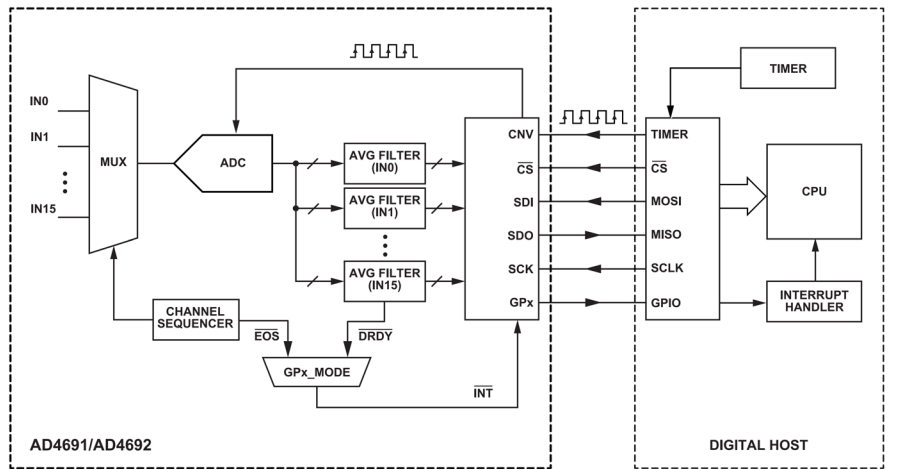 TIMER
IN0
IN1
IN15
MUX
ADC
AVG FILTER
(IN0)
AVG FILTER
(IN1)
AVG FILTER
(IN15)
CNV
CS
SDI
SDO
SCK
GPx
TIMER
CS
MOSI
MISO
SCLK
GPIO
CPU
INTERRUPT
HANDLER
CHANNEL
SEQUENCER
EOS
DRDY
GPx_MODE
INT
AD4691/AD4692
DIGITAL HOST